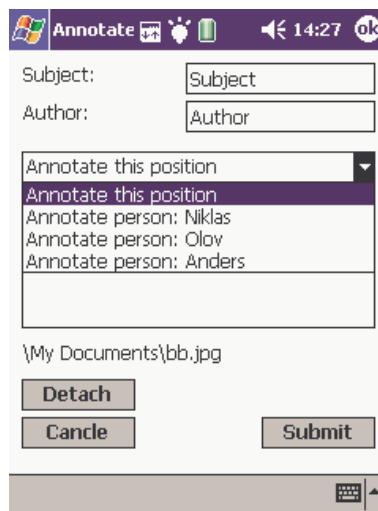 Annotate 14:27 ok
Subject: Subject
Author: Author
Annotate this position
Annotate this position
Annotate person: Niklas
Annotate person: Olov
Annotate person: Anders
\My Documents\bb.jpg
Detach
Cancle Submit